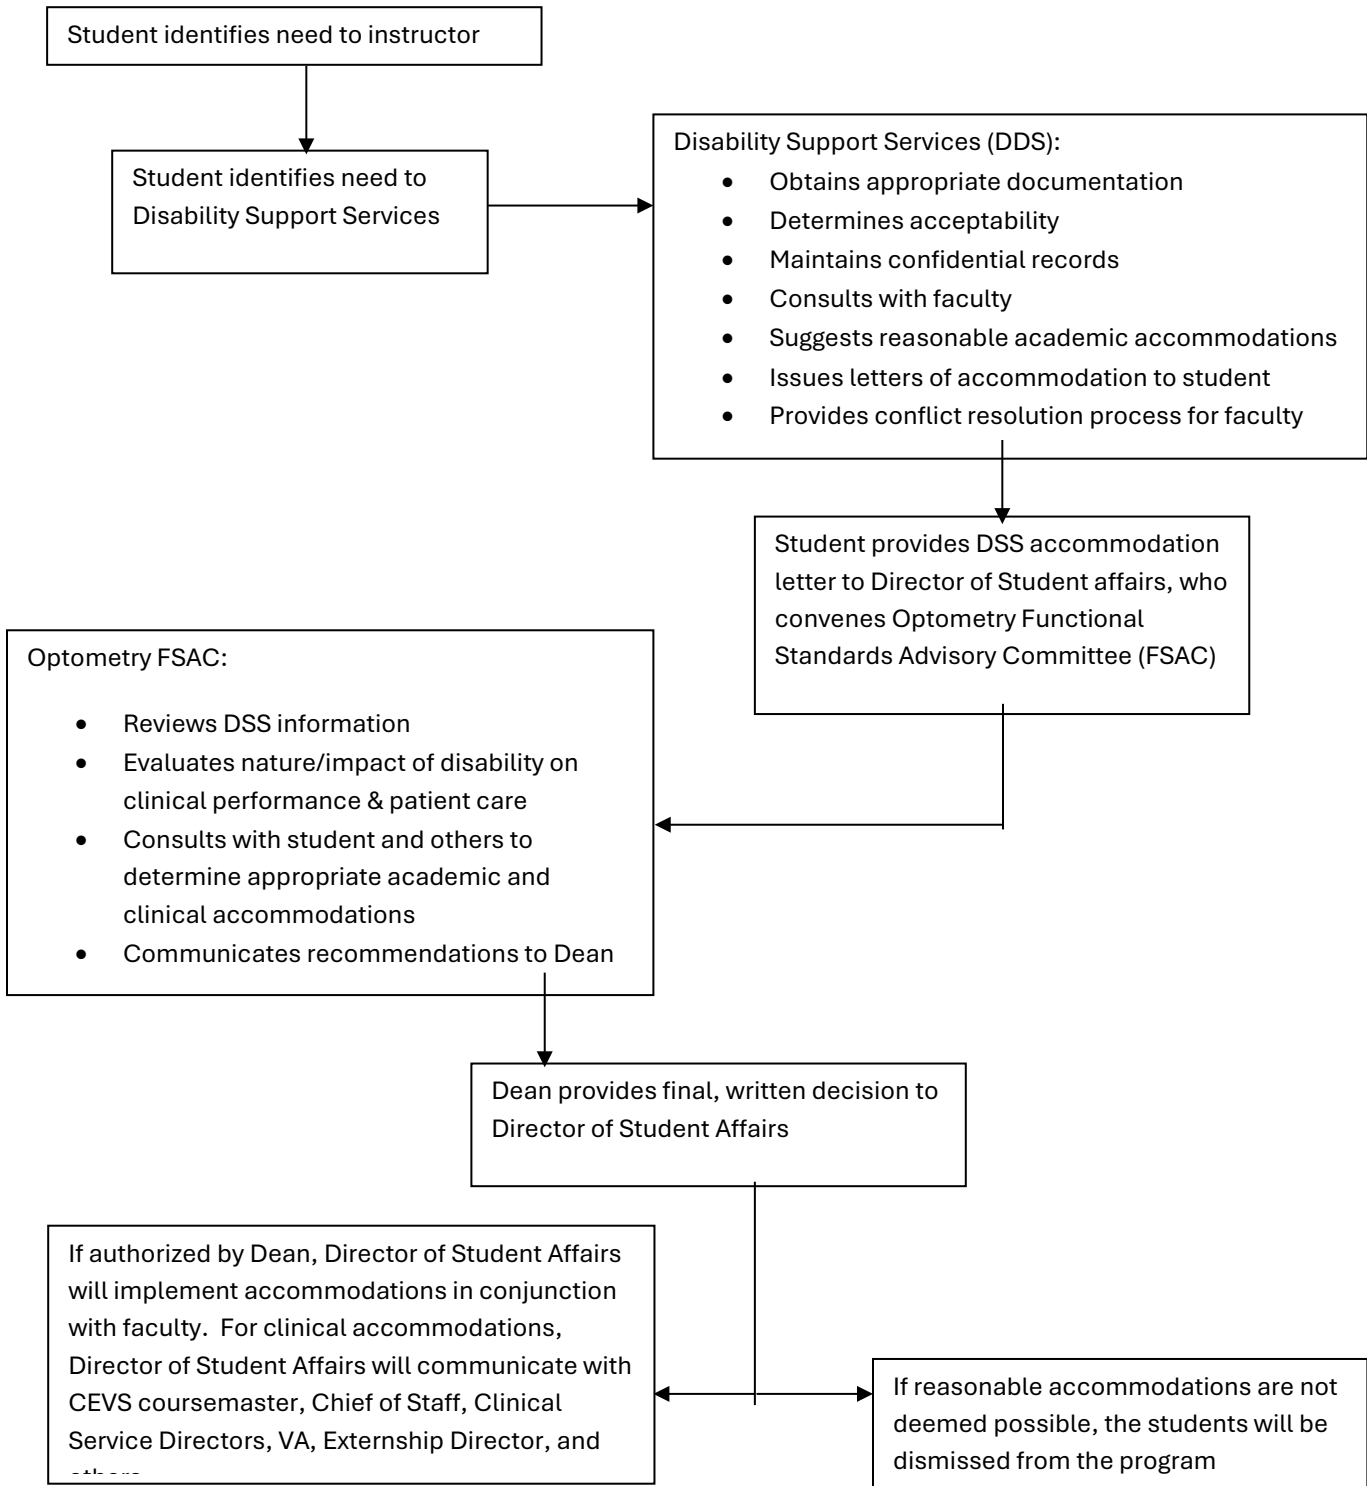 Student identifies need to instructor
Student identifies need to
Disability Support Services
Disability Support Services (DDS):
• Obtains appropriate documentation
• Determines acceptability
• Maintains confidential records
• Consults with faculty
• Suggests reasonable academic accommodations
• Issues letters of accommodation to student
• Provides conflict resolution process for faculty
Student provides DSS accommodation
letter to Director of Student affairs, who
convenes Optometry Functional
Standards Advisory Committee (FSAC)
Optometry FSAC:
• Reviews DSS information
• Evaluates nature/impact of disability on
clinical performance & patient care
• Consults with student and others to
determine appropriate academic and
clinical accommodations
• Communicates recommendations to Dean
Dean provides final, written decision to
Director of Student Affairs
If authorized by Dean, Director of Student Affairs
will implement accommodations in conjunction
with faculty.  For clinical accommodations,
Director of Student Affairs will communicate with
CEVS coursemaster, Chief of Staff, Clinical
Service Directors, VA, Externship Director, and
If reasonable accommodations are not
deemed possible, the students will be
dismissed from the program